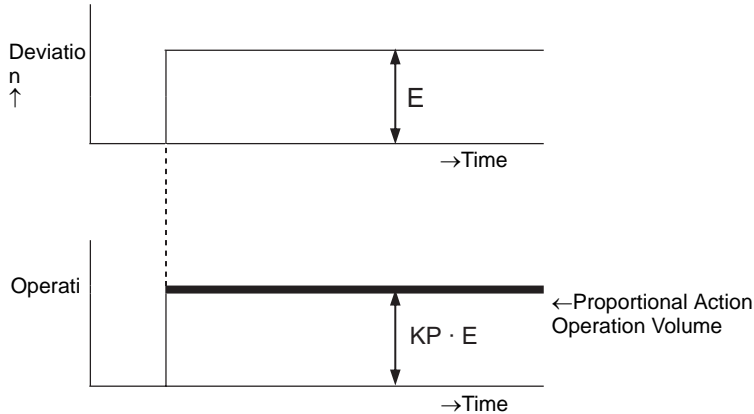 Deviatio
n
↑
E
→Time
Operati
←Proportional Action
Operation Volume
KP · E
→Time